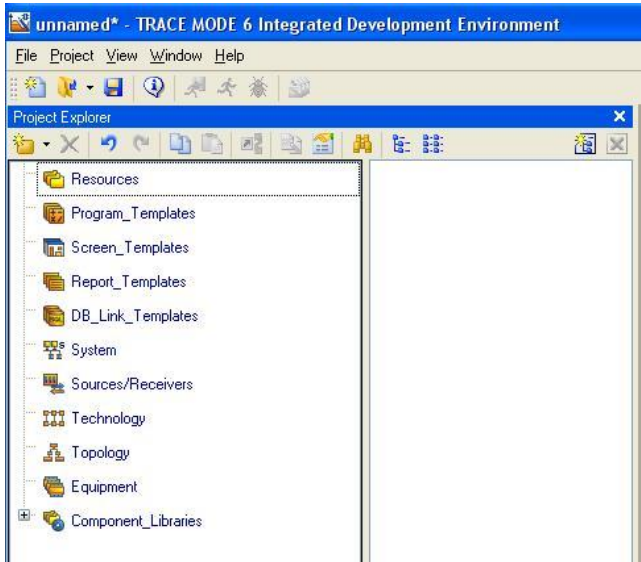 unnamed* - TRACE MODE 6 Integrated Development Environment
File Project View Window Help
Project Explorer
Resources
Program_Templates
Screen_Templates
Report_Templates
DB_Link_Templates
System
Sources/Receivers
Technology
Topology
Equipment
Component_Libraries